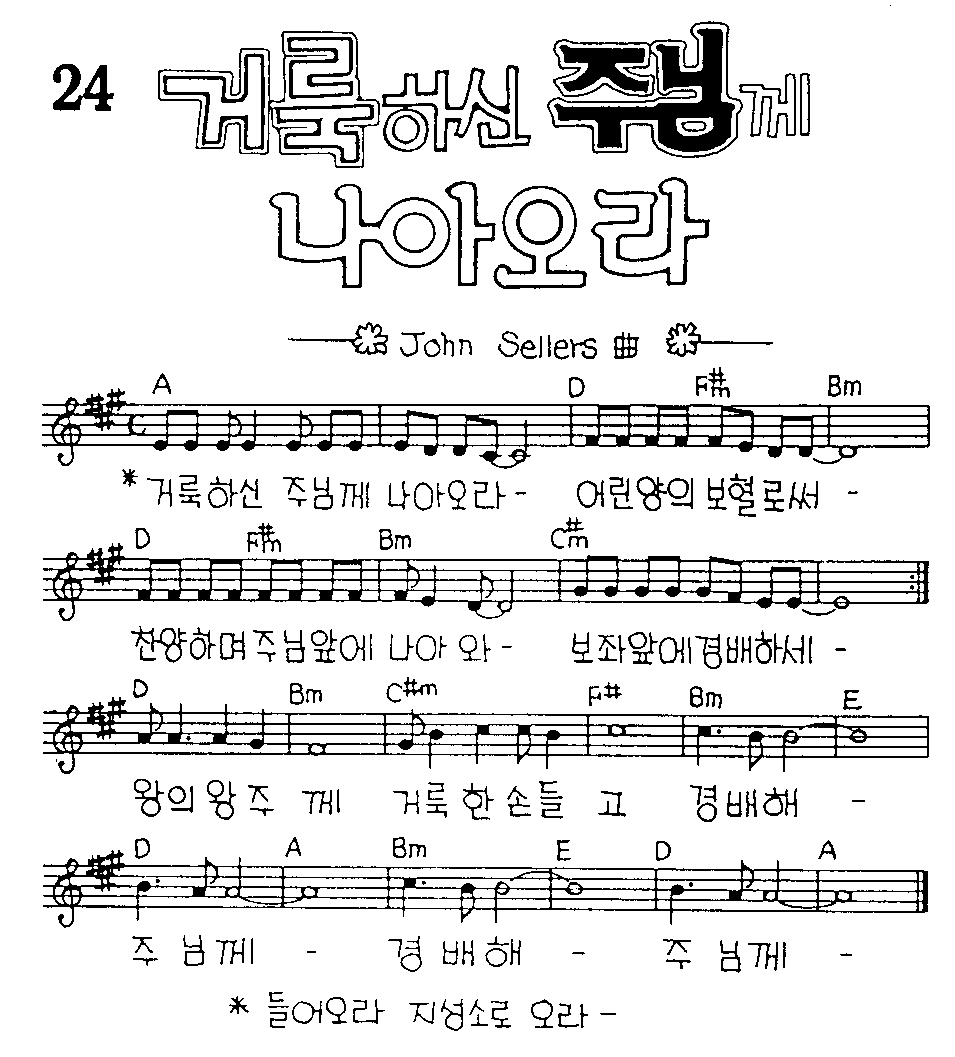 24 거룩하신 주님께
나아오라
John Sellers 曲
A D F#m Bm
* 거룩하신 주님께 나아오라 - 어린양의 보혈로써 -
D F#m Bm C#m
찬양하며 주님앞에 나아 와 - 보좌앞에 경배하세 -
D Bm C#m F# Bm E
왕의 왕 주 께 거룩한 손들 고 경배해 -
D A Bm E D A
주 님께 - 경 배해 - 주 님께 -
* 들어오라 지성소로 오라 -